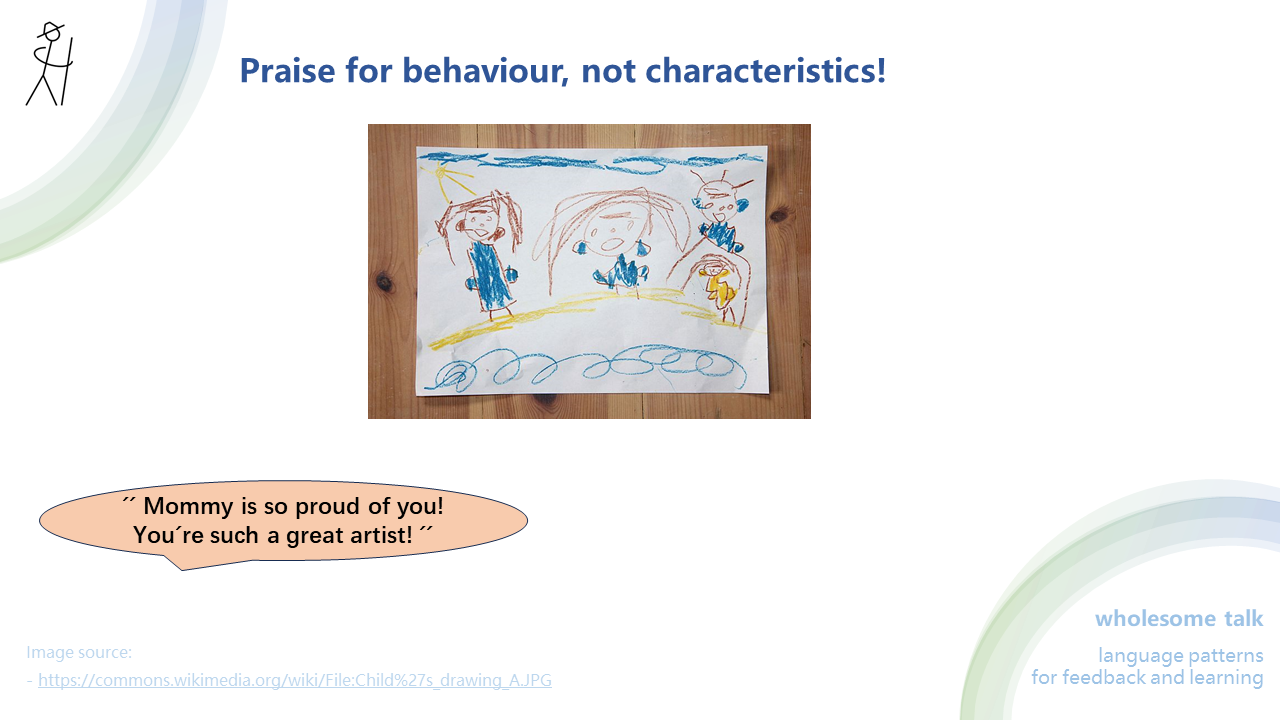 Praise for behaviour, not characteristics!
´´ Mommy is so proud of you!
You´re such a great artist! ´´
wholesome talk
language patterns
for feedback and learning
Image source:
- https://commons.wikimedia.org/wiki/File:Child%27s_drawing_A.JPG